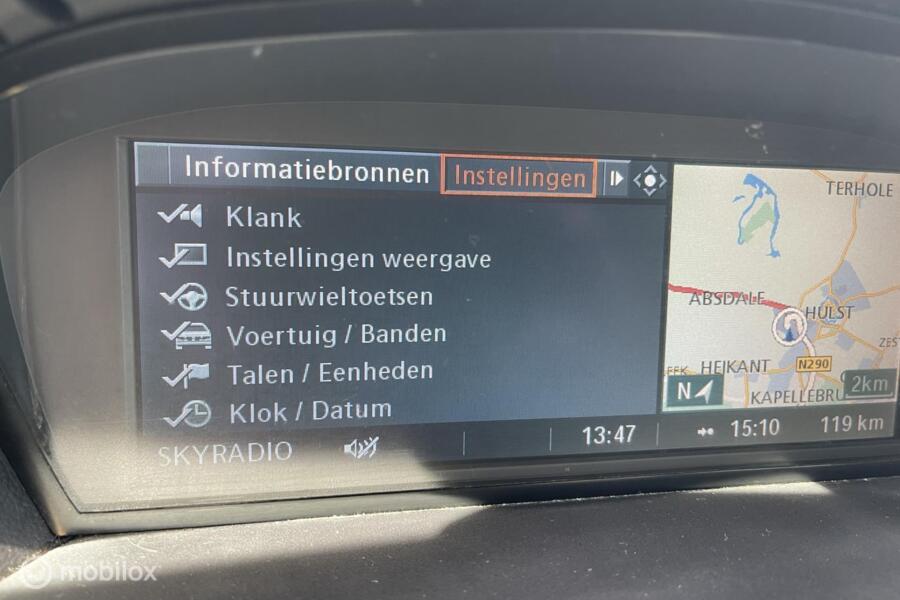 Informatiebronnen Instellingen
Klank
Instellingen weergave
Stuurwieltoetsen
Voertuig / Banden
Talen / Eenheden
Klok / Datum
SKYRADIO 13:47 15:10 119 km
TERHOLE
ABSDALE
HULST
HEIKANT
N290
KAPELLEBRU
N
2km
mobilox